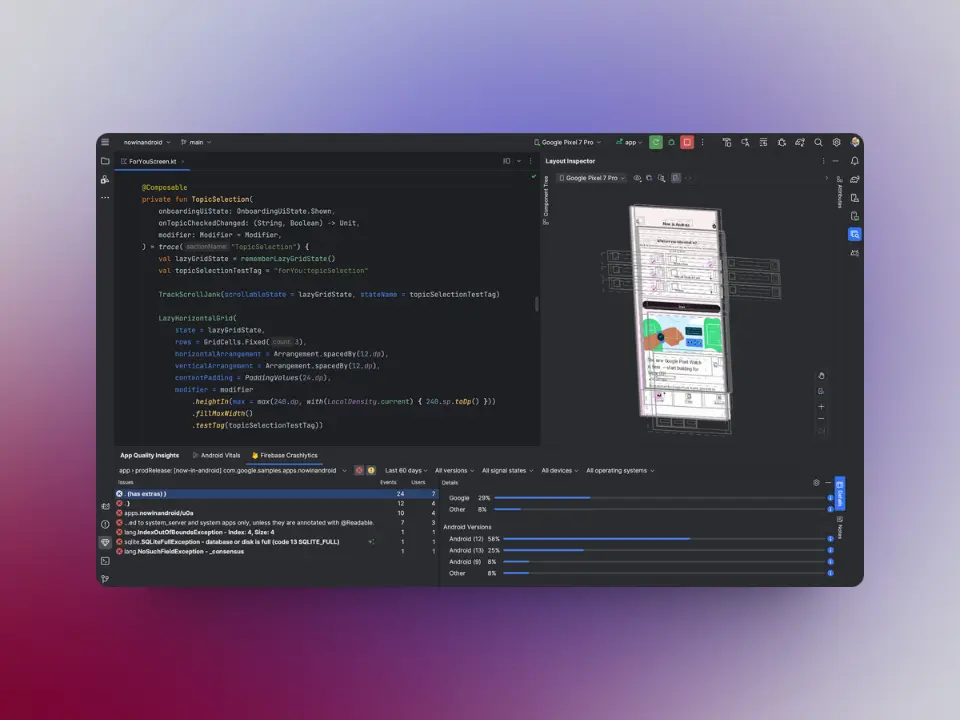 nowinandroid
main
Google Pixel 7 Pro
app
ForYouScreen.kt
@Composable
private fun TopicSelection(
onboardingUiState: OnboardingUiState.Shown,
onTopicCheckedChanged: (String, Boolean) -> Unit,
modifier: Modifier = Modifier,
) = trace( sectionName: "TopicSelection") {
val lazyGridState = rememberLazyGridState()
val topicSelectionTestTag = "forYou:topicSelection"
TrackScrollJank(scrollableState = lazyGridState, stateName = topicSelectionTestTag)
LazyHorizontalGrid(
state = lazyGridState,
rows = GridCells.Fixed( count: 3),
horizontalArrangement = Arrangement.spacedBy(12.dp),
verticalArrangement = Arrangement.spacedBy(12.dp),
contentPadding = PaddingValues(24.dp),
modifier = modifier
.heightIn(max = max(240.dp, with(LocalDensity.current) { 240.sp.toDp() }))
.fillMaxWidth()
.testTag(topicSelectionTestTag))
Layout Inspector
Google Pixel 7 Pro
Component Tree
Attributes
App Quality Insights
Android Vitals
Firebase Crashlytics
app › prodRelease: [now-in-android] com.google.samples.apps.nowinandroid
Last 60 days
All versions
All signal states
All devices
All operating systems
Issues Events Users
. (has extras) } 24 7
. } 12 4
apps.nowinandroid/u0a 10 4
...ed to system_server and system apps only, unless they are annotated with @Readable. 7 3
lang.IndexOutOfBoundsException - Index: 4, Size: 4 1 1
sqlite.SQLiteFullException - database or disk is full (code 13 SQLITE_FULL) 1 1
lang.NoSuchFieldException - _consensus 1 1
Details
Google 29%
Other 8%
Android Versions
Android (12) 58%
Android (13) 25%
Android (9) 8%
Other 8%
Details
Notes